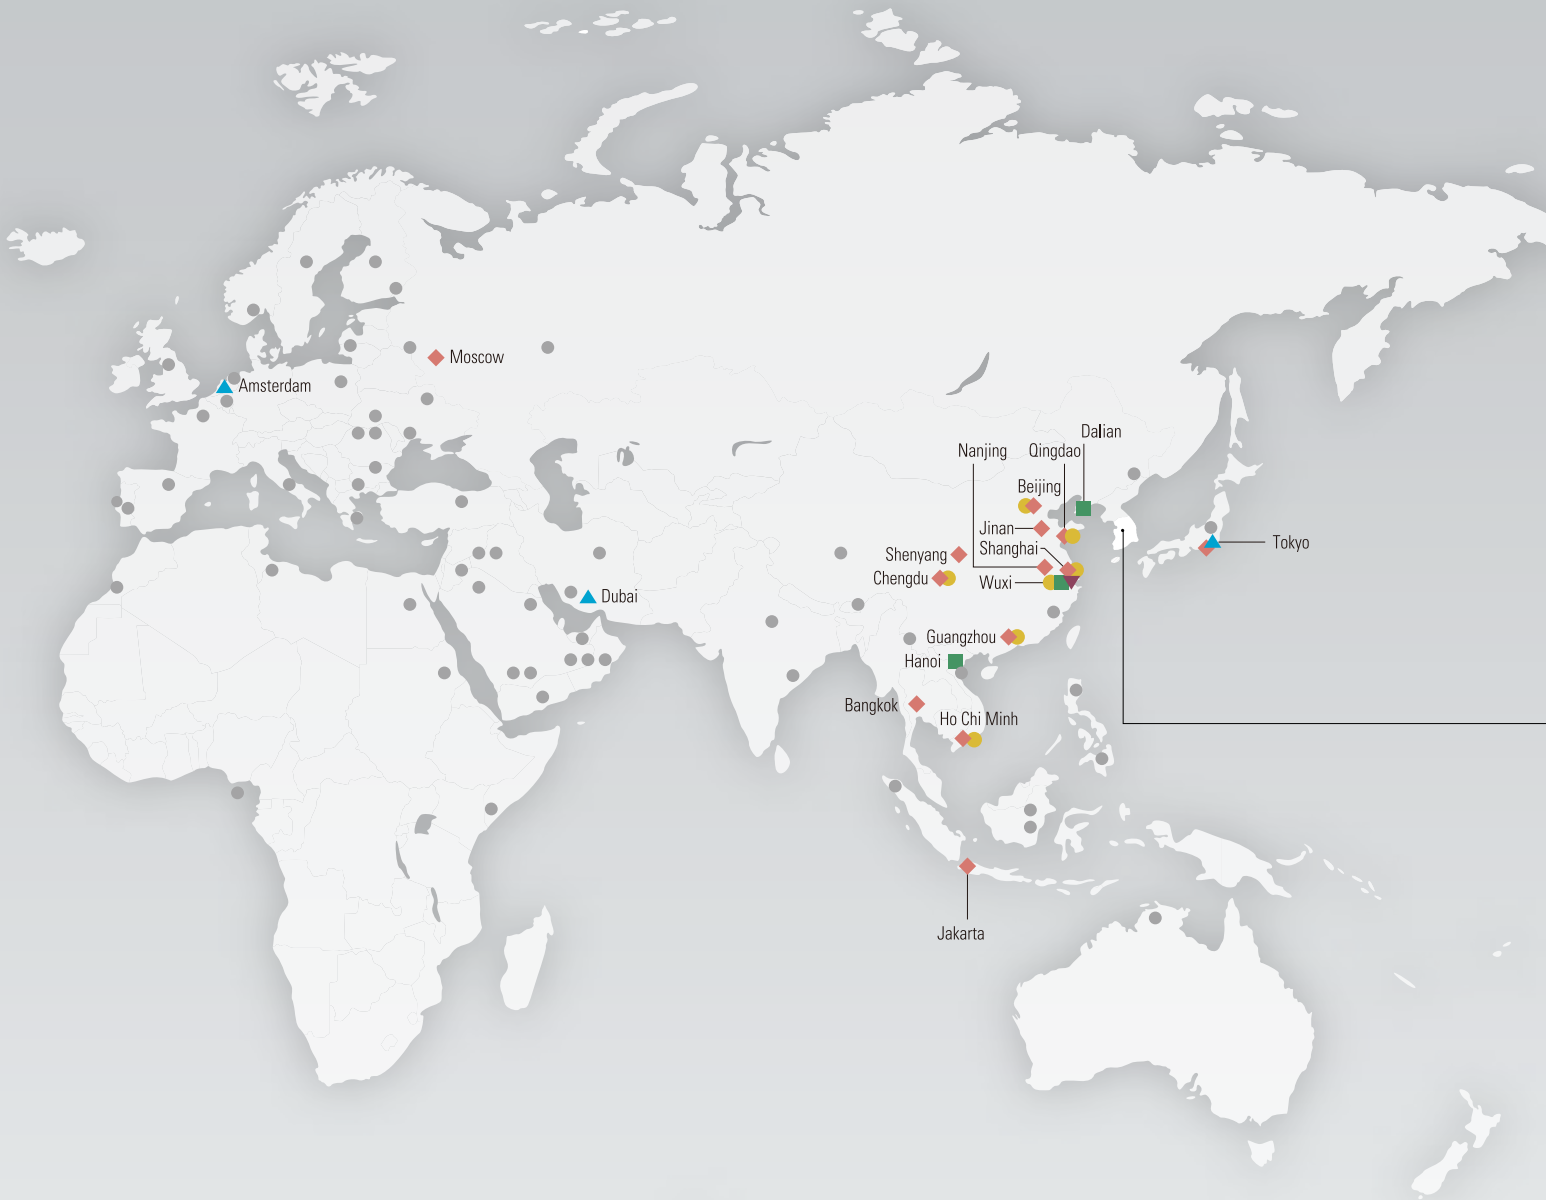 Moscow
Amsterdam
Dalian
Nanjing
Qingdao
Beijing
Jinan
Shanghai
Tokyo
Shenyang
Chengdu
Wuxi
Dubai
Guangzhou
Hanoi
Bangkok
Ho Chi Minh
Jakarta